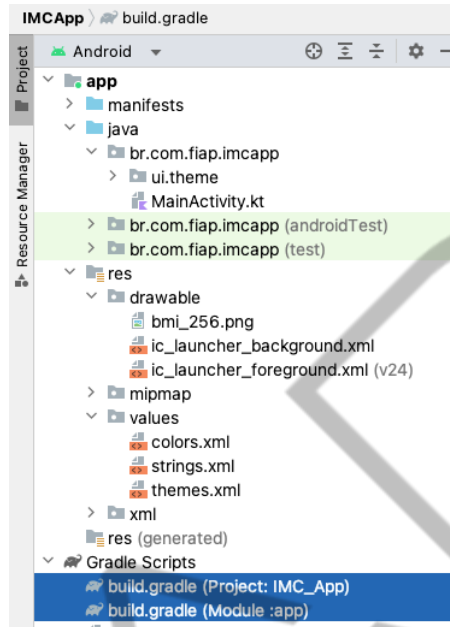 IMCApp build.gradle
Project
Resource Manager
Android
app
manifests
java
br.com.fiap.imcapp
ui.theme
MainActivity.kt
br.com.fiap.imcapp (androidTest)
br.com.fiap.imcapp (test)
res
drawable
bmi_256.png
ic_launcher_background.xml
ic_launcher_foreground.xml (v24)
mipmap
values
colors.xml
strings.xml
themes.xml
xml
res (generated)
Gradle Scripts
build.gradle (Project: IMC_App)
build.gradle (Module :app)